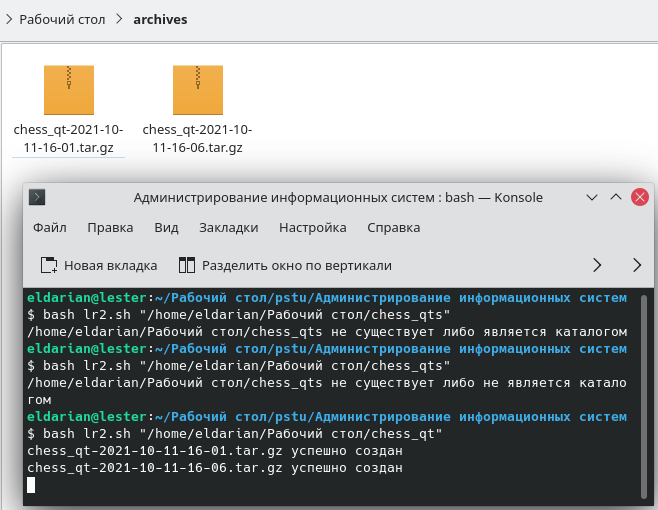 Рабочий стол
archives
chess_qt-2021-10-
11-16-01.tar.gz
chess_qt-2021-10-
11-16-06.tar.gz
Администрирование информационных систем : bash — Konsole
Файл Правка Вид Закладки Настройка Справка
Новая вкладка Разделить окно по вертикали
eldarian@lester:~/Рабочий стол/pstu/Администрирование информационных систем
$ bash lr2.sh "/home/eldarian/Рабочий стол/chess_qts"
/home/eldarian/Рабочий стол/chess_qts не существует либо является каталогом
eldarian@lester:~/Рабочий стол/pstu/Администрирование информационных систем
$ bash lr2.sh "/home/eldarian/Рабочий стол/chess_qts"
/home/eldarian/Рабочий стол/chess_qts не существует либо не является катало
гом
eldarian@lester:~/Рабочий стол/pstu/Администрирование информационных систем
$ bash lr2.sh "/home/eldarian/Рабочий стол/chess_qt"
chess_qt-2021-10-11-16-01.tar.gz успешно создан
chess_qt-2021-10-11-16-06.tar.gz успешно создан